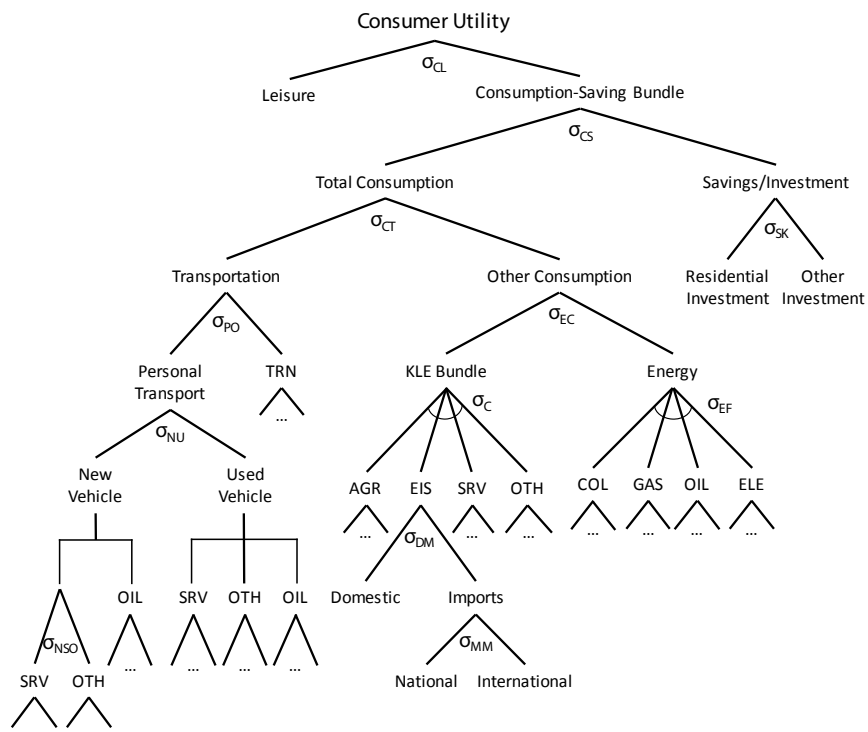 Consumer Utility
σCL
Leisure
Consumption-Saving Bundle
σCS
Total Consumption
Savings/Investment
σCT
σSK
Transportation
Other Consumption
Residential
Investment
Other
Investment
σPO
σEC
Personal
Transport
TRN
...
KLE Bundle
Energy
σNU
σC
σEF
New
Vehicle
Used
Vehicle
AGR
EIS
SRV
OTH
COL
GAS
OIL
ELE
...
...
...
...
...
...
...
σDM
OIL
SRV
OTH
OIL
Domestic
Imports
σNSO
...
...
...
...
σMM
SRV
OTH
National
International